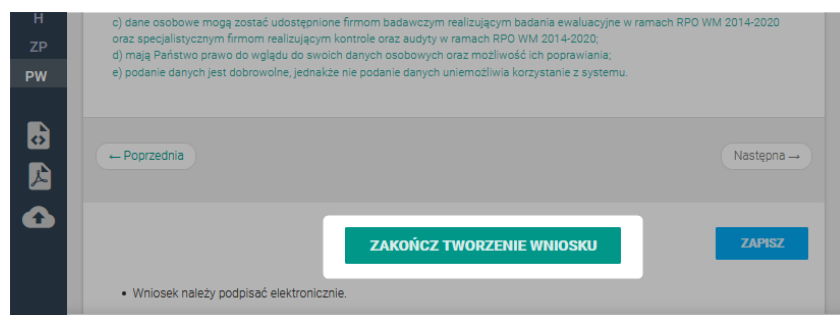 H
ZP
PW
c) dane osobowe mogą zostać udostępnione firmom badawczym realizującym badania ewaluacyjne w ramach RPO WM 2014-2020
oraz specjalistycznym firmom realizującym kontrole oraz audyty w ramach RPO WM 2014-2020;
d) mają Państwo prawo do wglądu do swoich danych osobowych oraz możliwość ich poprawiania;
e) podanie danych jest dobrowolne, jednakże nie podanie danych uniemożliwia korzystanie z systemu.
← Poprzednia
Następna →
ZAKOŃCZ TWORZENIE WNIOSKU
ZAPISZ
• Wniosek należy podpisać elektronicznie.